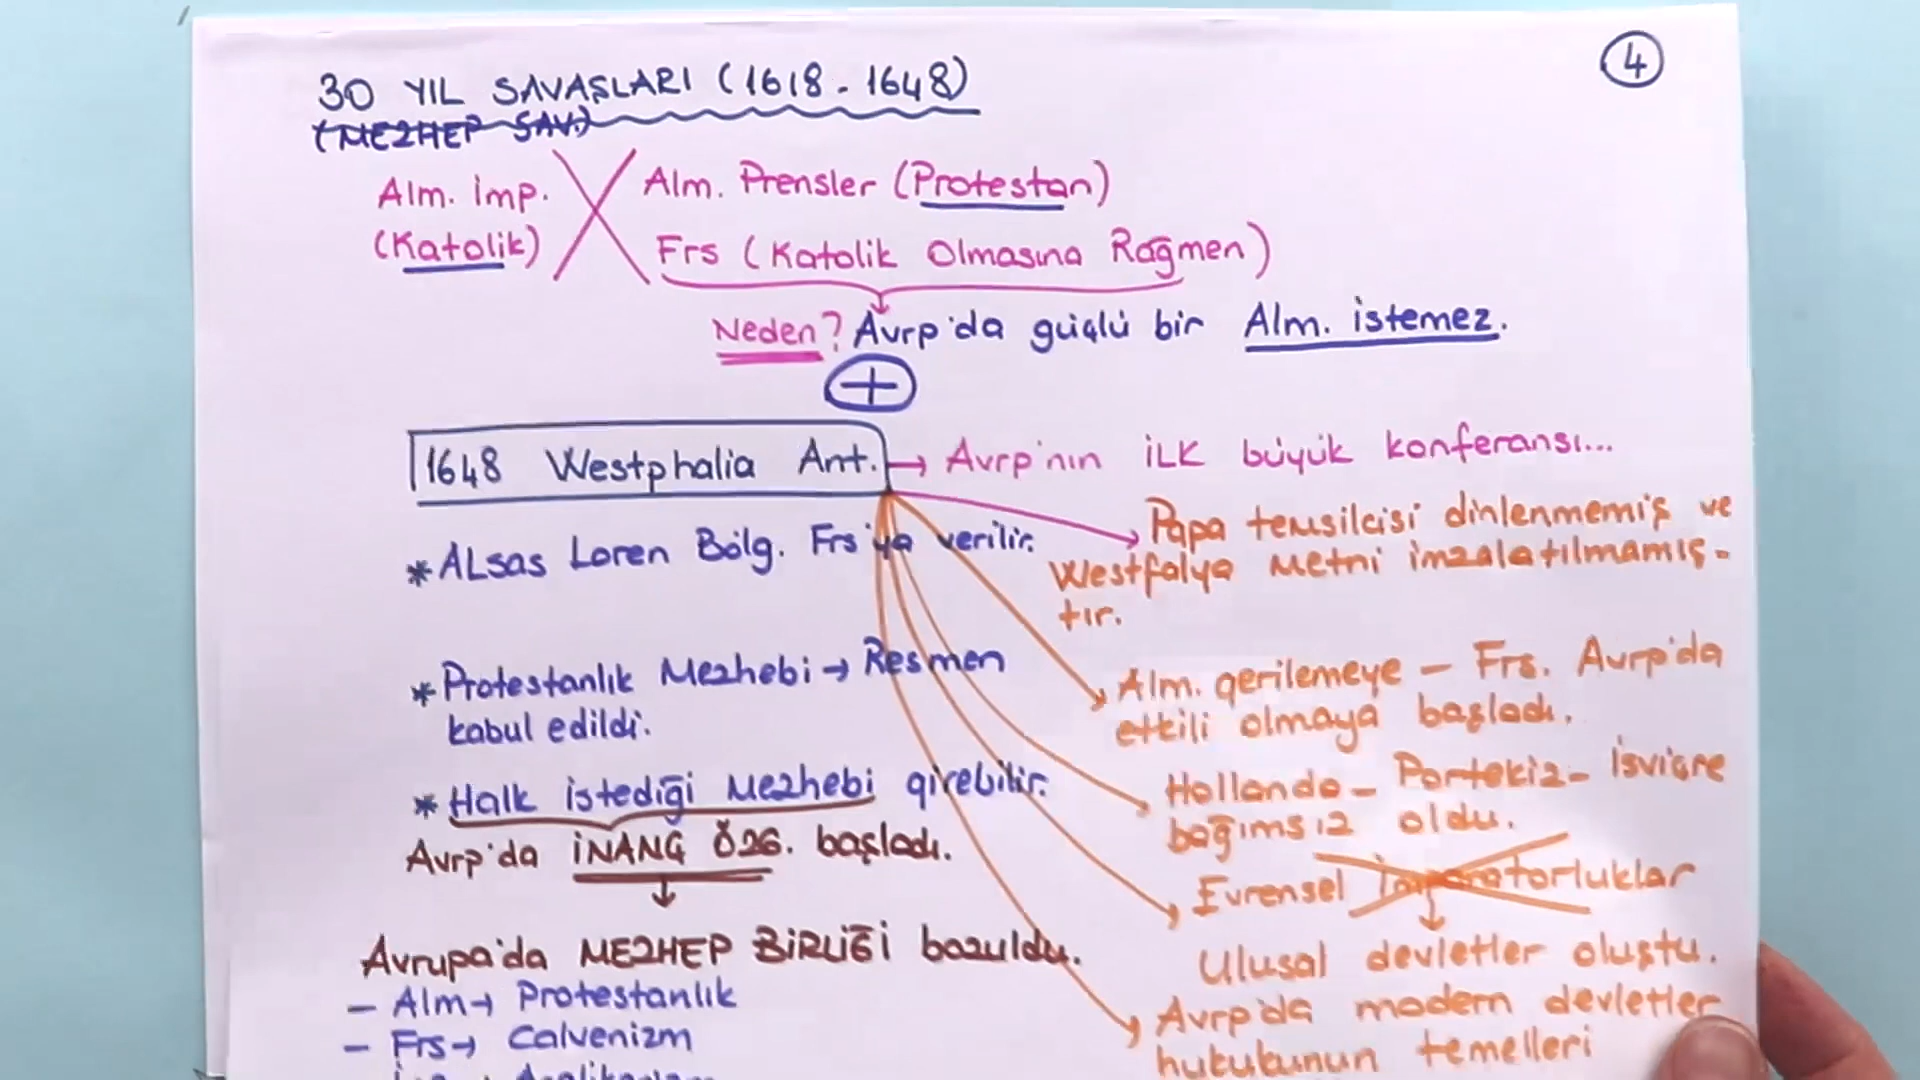 4
30 YIL SAVAŞLARI (1618-1648)
(MEZHEP SAV.)
Alm. İmp.
(Katolik)
Alm. Prensler (Protestan)
Frs (Katolik Olmasına Rağmen)
Neden? Avrp'da güçlü bir Alm. istemez.
+
1648 Westphalia Ant. → Avrp'nın İLK büyük konferansı...
* ALsas Loren Bölg. Frs'ya verilir.
* Protestanlık Mezhebi → Resmen
kabul edildi.
* Halk istediği Mezhebi girebilir.
Avrp'da İNANÇ ÖZG. başladı.
Avrupa'da MEZHEP BİRLİĞİ bozuldu.
- Alm → Protestanlık
- Frs → Calvenizm
Papa temsilcisi dinlenmemiş ve
Westfalya Metni imzalatılmamış-
tır.
Alm. gerilemeye - Frs. Avrp'da
etkili olmaya başladı.
Hollanda - Portekiz - İsviçre
bağımsız oldu.
Evrensel İmparatorluklar
Ulusal devletler oluştu.
Avrp'da modern devletler
hukukunun temelleri